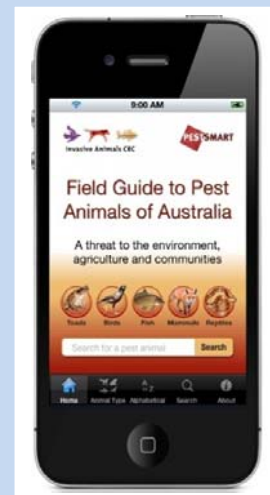 9:00 AM
Invasive Animals CRC
PESTSMART
Field Guide to Pest
Animals of Australia
A threat to the environment,
agriculture and communities
Toads Birds Fish Mammals Reptiles
Search for a pest animal Search
Home Animal Type Alphabetical Search About